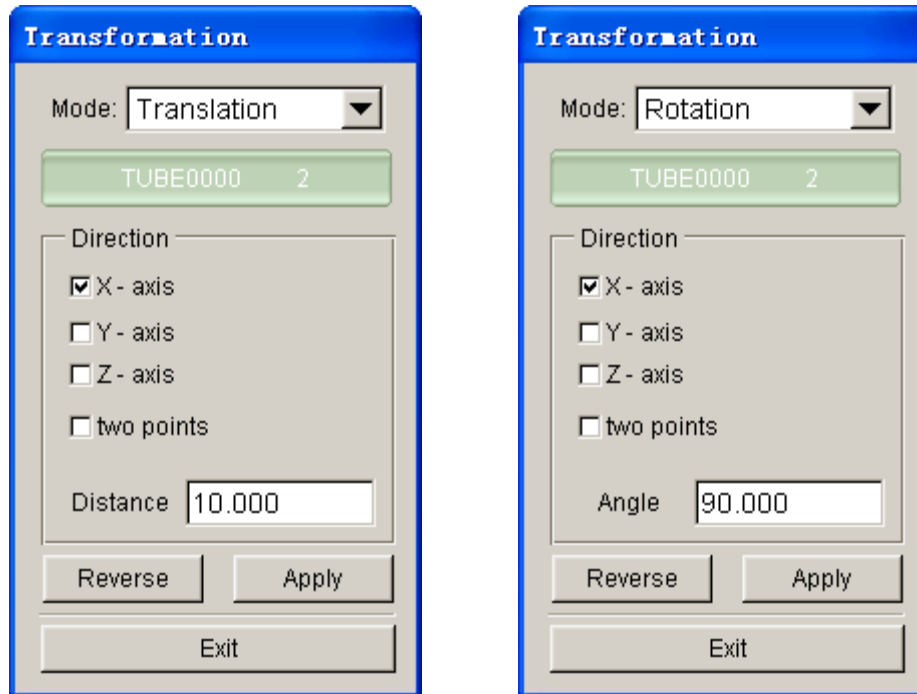 Transformation
Mode: Translation
TUBE0000 2
Direction
X - axis
Y - axis
Z - axis
two points
Distance 10.000
Reverse Apply
Exit
Transformation
Mode: Rotation
TUBE0000 2
Direction
X - axis
Y - axis
Z - axis
two points
Angle 90.000
Reverse Apply
Exit